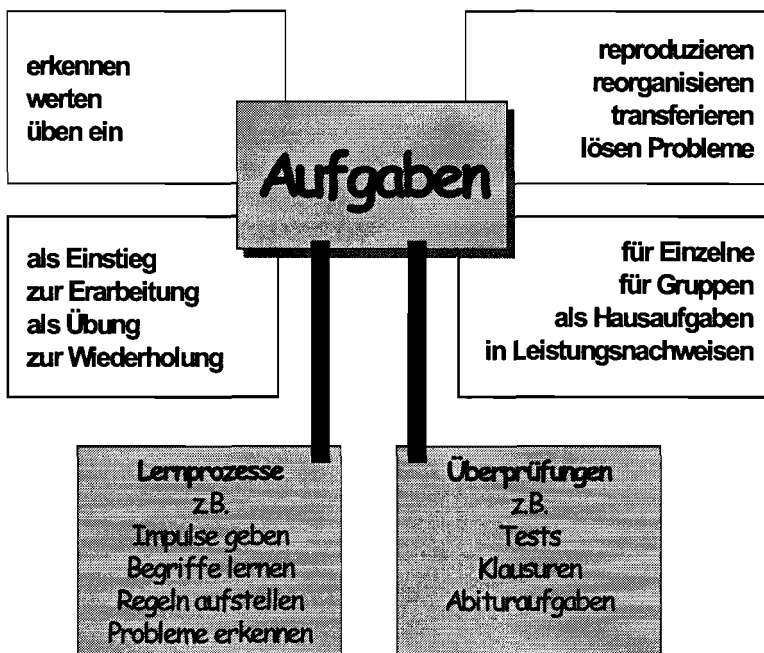 erkennen
werten
üben ein
reproduzieren
reorganisieren
transferieren
lösen Probleme
Aufgaben
als Einstieg
zur Erarbeitung
als Übung
zur Wiederholung
für Einzelne
für Gruppen
als Hausaufgaben
in Leistungsnachweisen
Lernprozesse
z.B.
Impulse geben
Begriffe lernen
Regeln aufstellen
Probleme erkennen
Überprüfungen
z.B.
Tests
Klausuren
Abituraufgaben